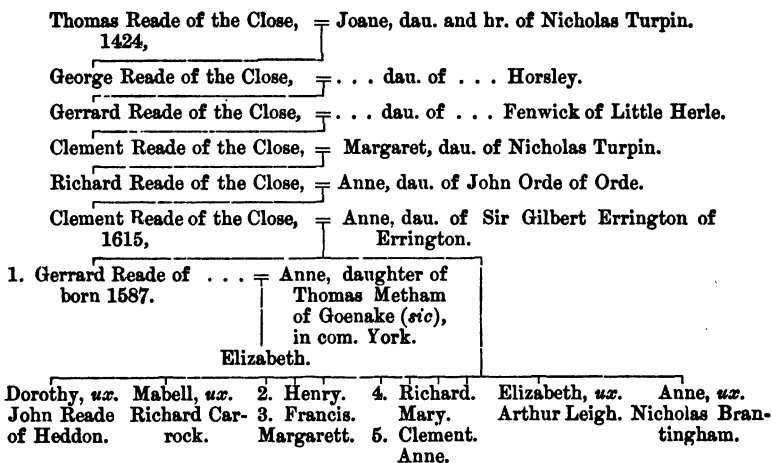 Thomas Reade of the Close, = Joane, dau. and hr. of Nicholas Turpin.
1424,
George Reade of the Close, = . . . dau. of . . . Horsley.
Gerrard Reade of the Close, = . . . dau. of . . . Fenwick of Little Herle.
Clement Reade of the Close, = Margaret, dau. of Nicholas Turpin.
Richard Reade of the Close, = Anne, dau. of John Orde of Orde.
Clement Reade of the Close, = Anne, dau. of Sir Gilbert Errington of
1615, Errington.
1. Gerrard Reade of . . . = Anne, daughter of
born 1587. Thomas Metham
of Goenake (sic),
in com. York.
Elizabeth.
Dorothy, ux. Mabell, ux. 2. Henry. 4. Richard. Elizabeth, ux. Anne, ux.
John Reade Richard Car- 3. Francis. Mary. Arthur Leigh. Nicholas Bran-
of Heddon. rock. Margarett. 5. Clement. tingham.
Anne.